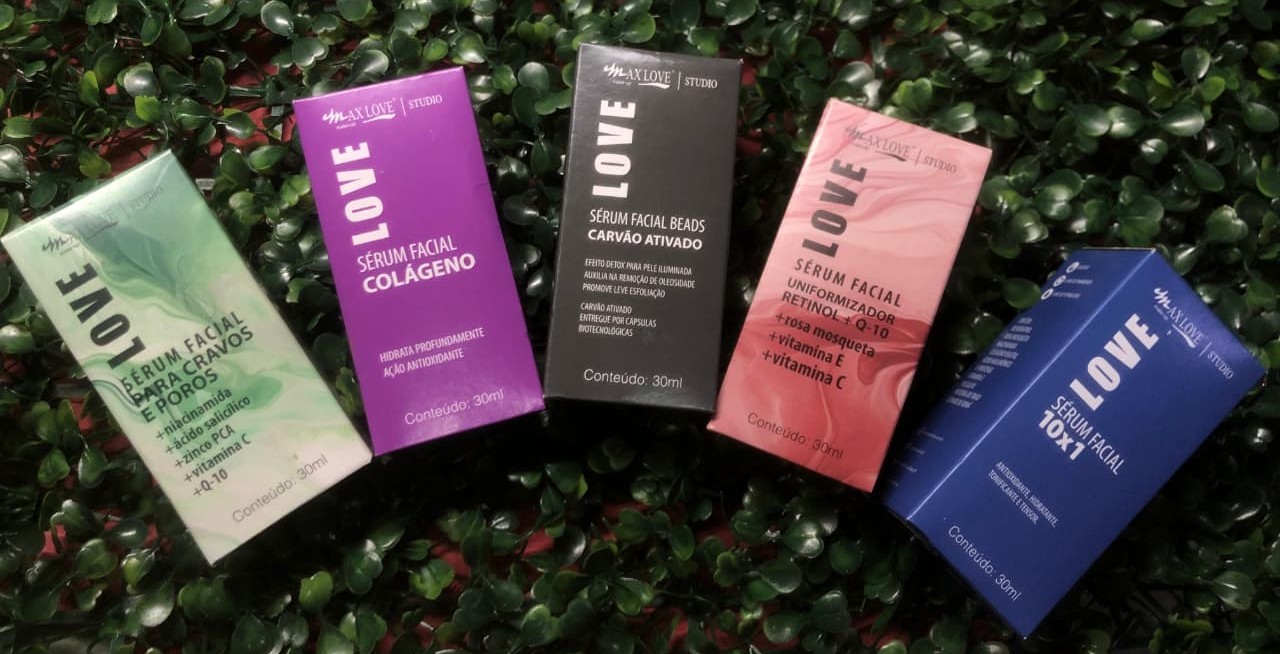 MAX LOVE | STUDIO
LOVE
SÉRUM FACIAL
PARA CRAVOS
E POROS
+niacinamida
+ácido salicílico
+zinco PCA
+vitamina C
+Q-10
Conteúdo: 30ml
MAX LOVE | STUDIO
LOVE
SÉRUM FACIAL
COLÁGENO
HIDRATA PROFUNDAMENTE
AÇÃO ANTIOXIDANTE
Conteúdo: 30ml
MAX LOVE | STUDIO
LOVE
SÉRUM FACIAL BEADS
CARVÃO ATIVADO
EFEITO DETOX PARA PELE ILUMINADA
AUXILIA NA REMOÇÃO DE OLEOSIDADE
PROMOVE LEVE ESFOLIAÇÃO
CARVÃO ATIVADO
ENTREGUE POR CÁPSULAS
BIOTECNOLÓGICAS
Conteúdo: 30ml
MAX LOVE | STUDIO
LOVE
SÉRUM FACIAL
UNIFORMIZADOR
RETINOL + Q-10
+rosa mosqueta
+vitamina E
+vitamina C
Conteúdo: 30ml
MAX LOVE | STUDIO
LOVE
SÉRUM FACIAL
10x1
ANTIOXIDANTE, HIDRATANTE,
TONIFICANTE E TENSOR.
Conteúdo: 30ml